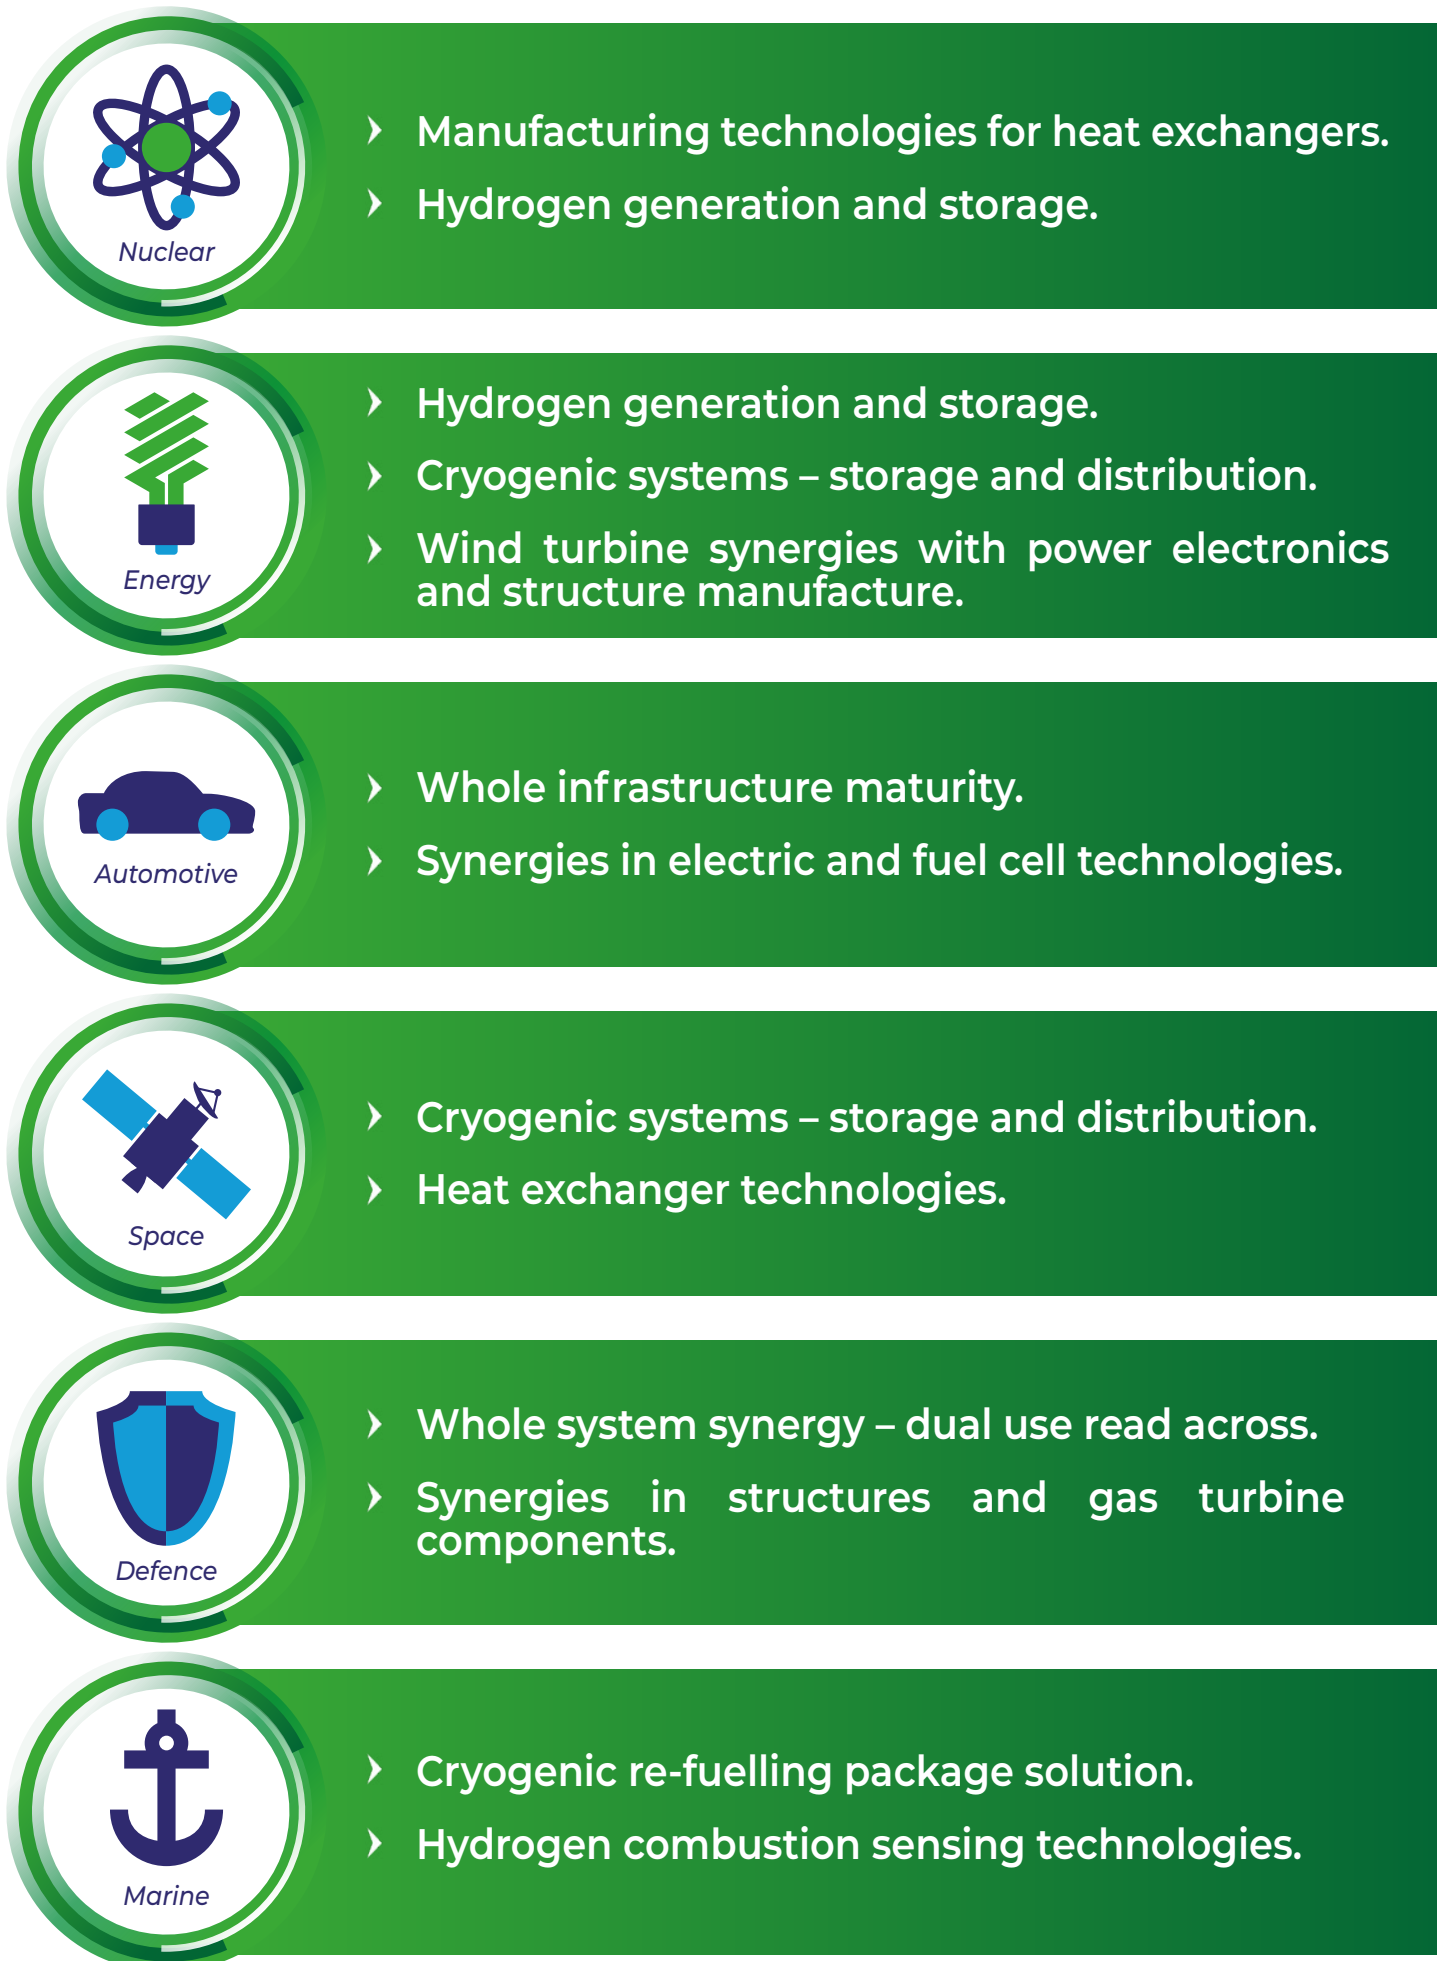 Nuclear
Manufacturing technologies for heat exchangers.
Hydrogen generation and storage.
Energy
Hydrogen generation and storage.
Cryogenic systems – storage and distribution.
Wind turbine synergies with power electronics
and structure manufacture.
Automotive
Whole infrastructure maturity.
Synergies in electric and fuel cell technologies.
Space
Cryogenic systems – storage and distribution.
Heat exchanger technologies.
Defence
Whole system synergy – dual use read across.
Synergies in structures and gas turbine
components.
Marine
Cryogenic re-fuelling package solution.
Hydrogen combustion sensing technologies.